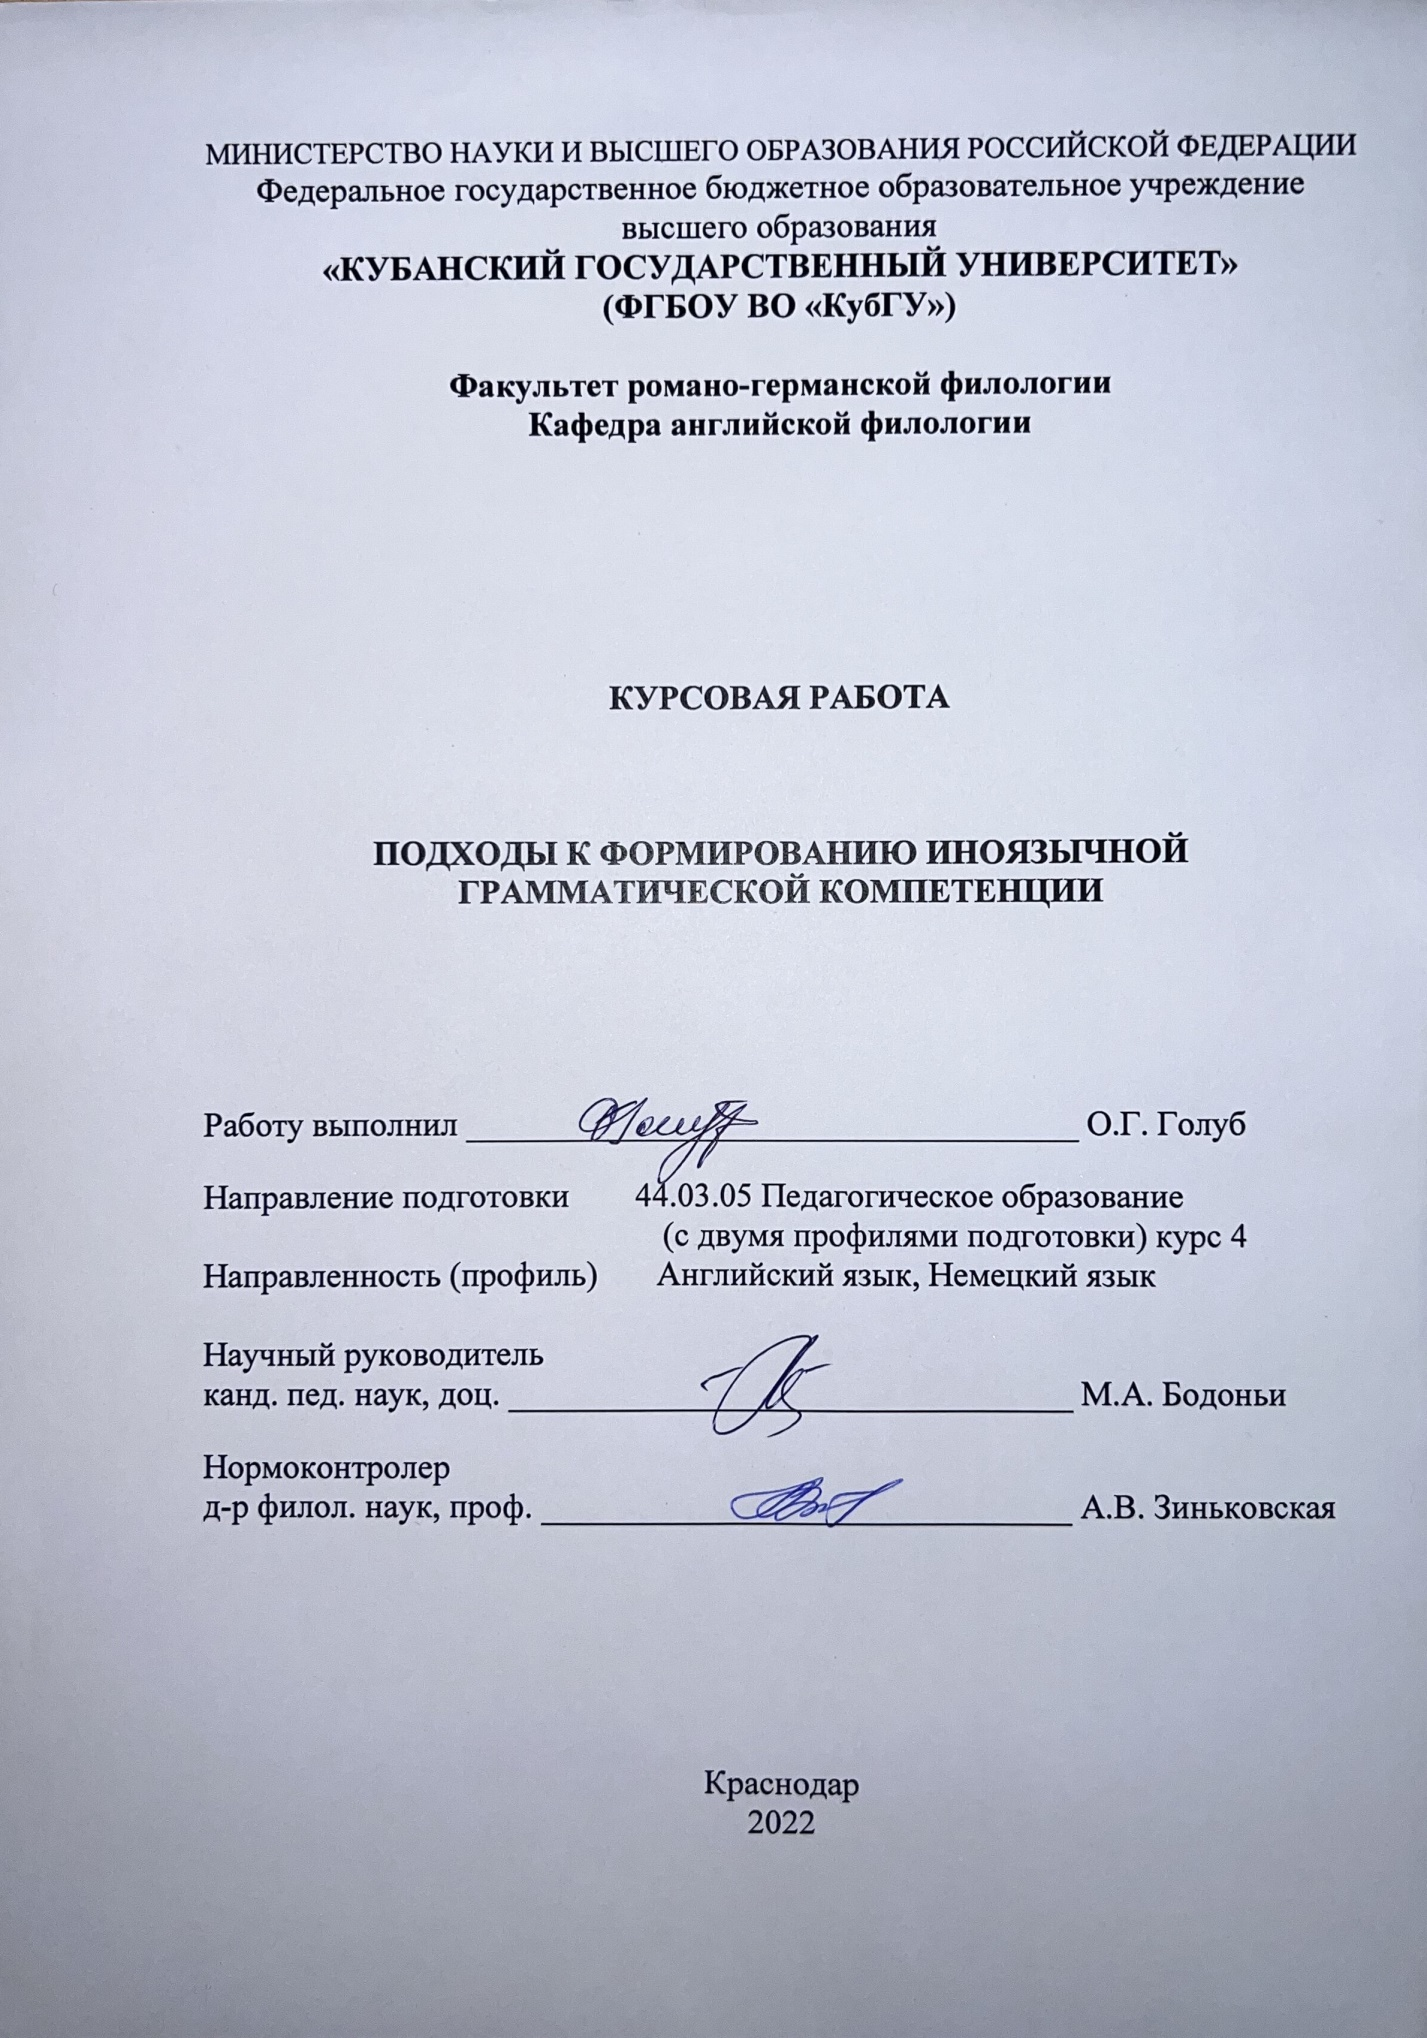 МИНИСТЕРСТВО НАУКИ И ВЫСШЕГО ОБРАЗОВАНИЯ РОССИЙСКОЙ ФЕДЕРАЦИИ
Федеральное государственное бюджетное образовательное учреждение
высшего образования
«КУБАНСКИЙ ГОСУДАРСТВЕННЫЙ УНИВЕРСИТЕТ»
(ФГБОУ ВО «КубГУ»)
Факультет романо-германской филологии
Кафедра английской филологии
КУРСОВАЯ РАБОТА
ПОДХОДЫ К ФОРМИРОВАНИЮ ИНОЯЗЫЧНОЙ
ГРАММАТИЧЕСКОЙ КОМПЕТЕНЦИИ
Работу выполнил О.Г. Голуб
Направление подготовки 44.03.05 Педагогическое образование
(с двумя профилями подготовки) курс 4
Направленность (профиль) Английский язык, Немецкий язык
Научный руководитель
канд. пед. наук, доц. М.А. Бодоньи
Нормоконтролер
д-р филол. наук, проф. А.В. Зиньковская
Краснодар
2022